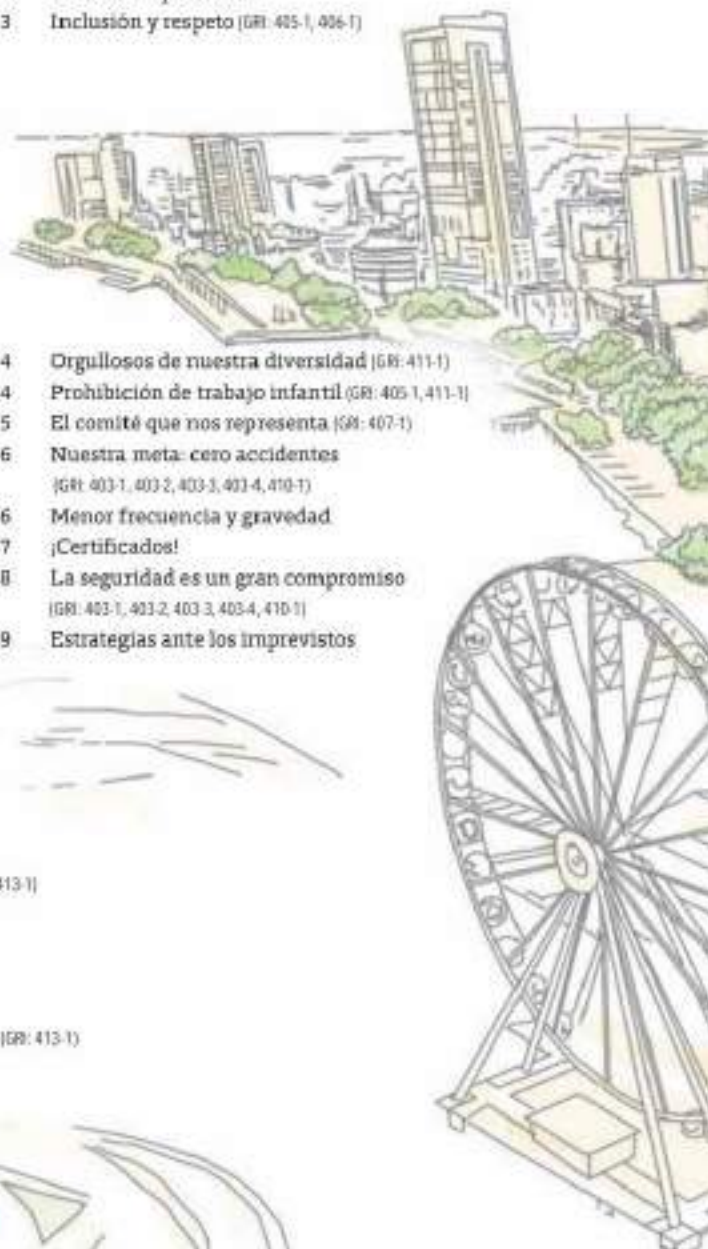 3 Inclusión y respeto (GRI: 405-1, 406-1)
4 Orgullosos de nuestra diversidad (GRI: 411-1)
4 Prohibición de trabajo infantil (GRI: 405-1, 411-1)
5 El comité que nos representa (GRI: 407-1)
6 Nuestra meta: cero accidentes
(GRI: 403-1, 403-2, 403-3, 403-4, 410-1)
6 Menor frecuencia y gravedad
7 ¡Certificados!
8 La seguridad es un gran compromiso
(GRI: 403-1, 403-2, 403-3, 403-4, 410-1)
9 Estrategias ante los imprevistos
413-1)
(GRI: 413-1)